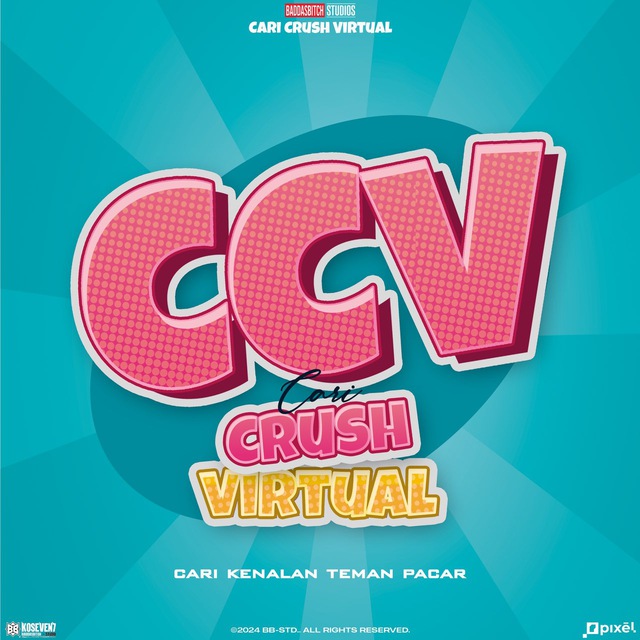 BADDASBITCH STUDIOS
CARI CRUSH VIRTUAL
CCV
Cari
CRUSH
VIRTUAL
CARI KENALAN TEMAN PACAR
©2024 BB-STD.. ALL RIGHTS RESERVED.
pixel